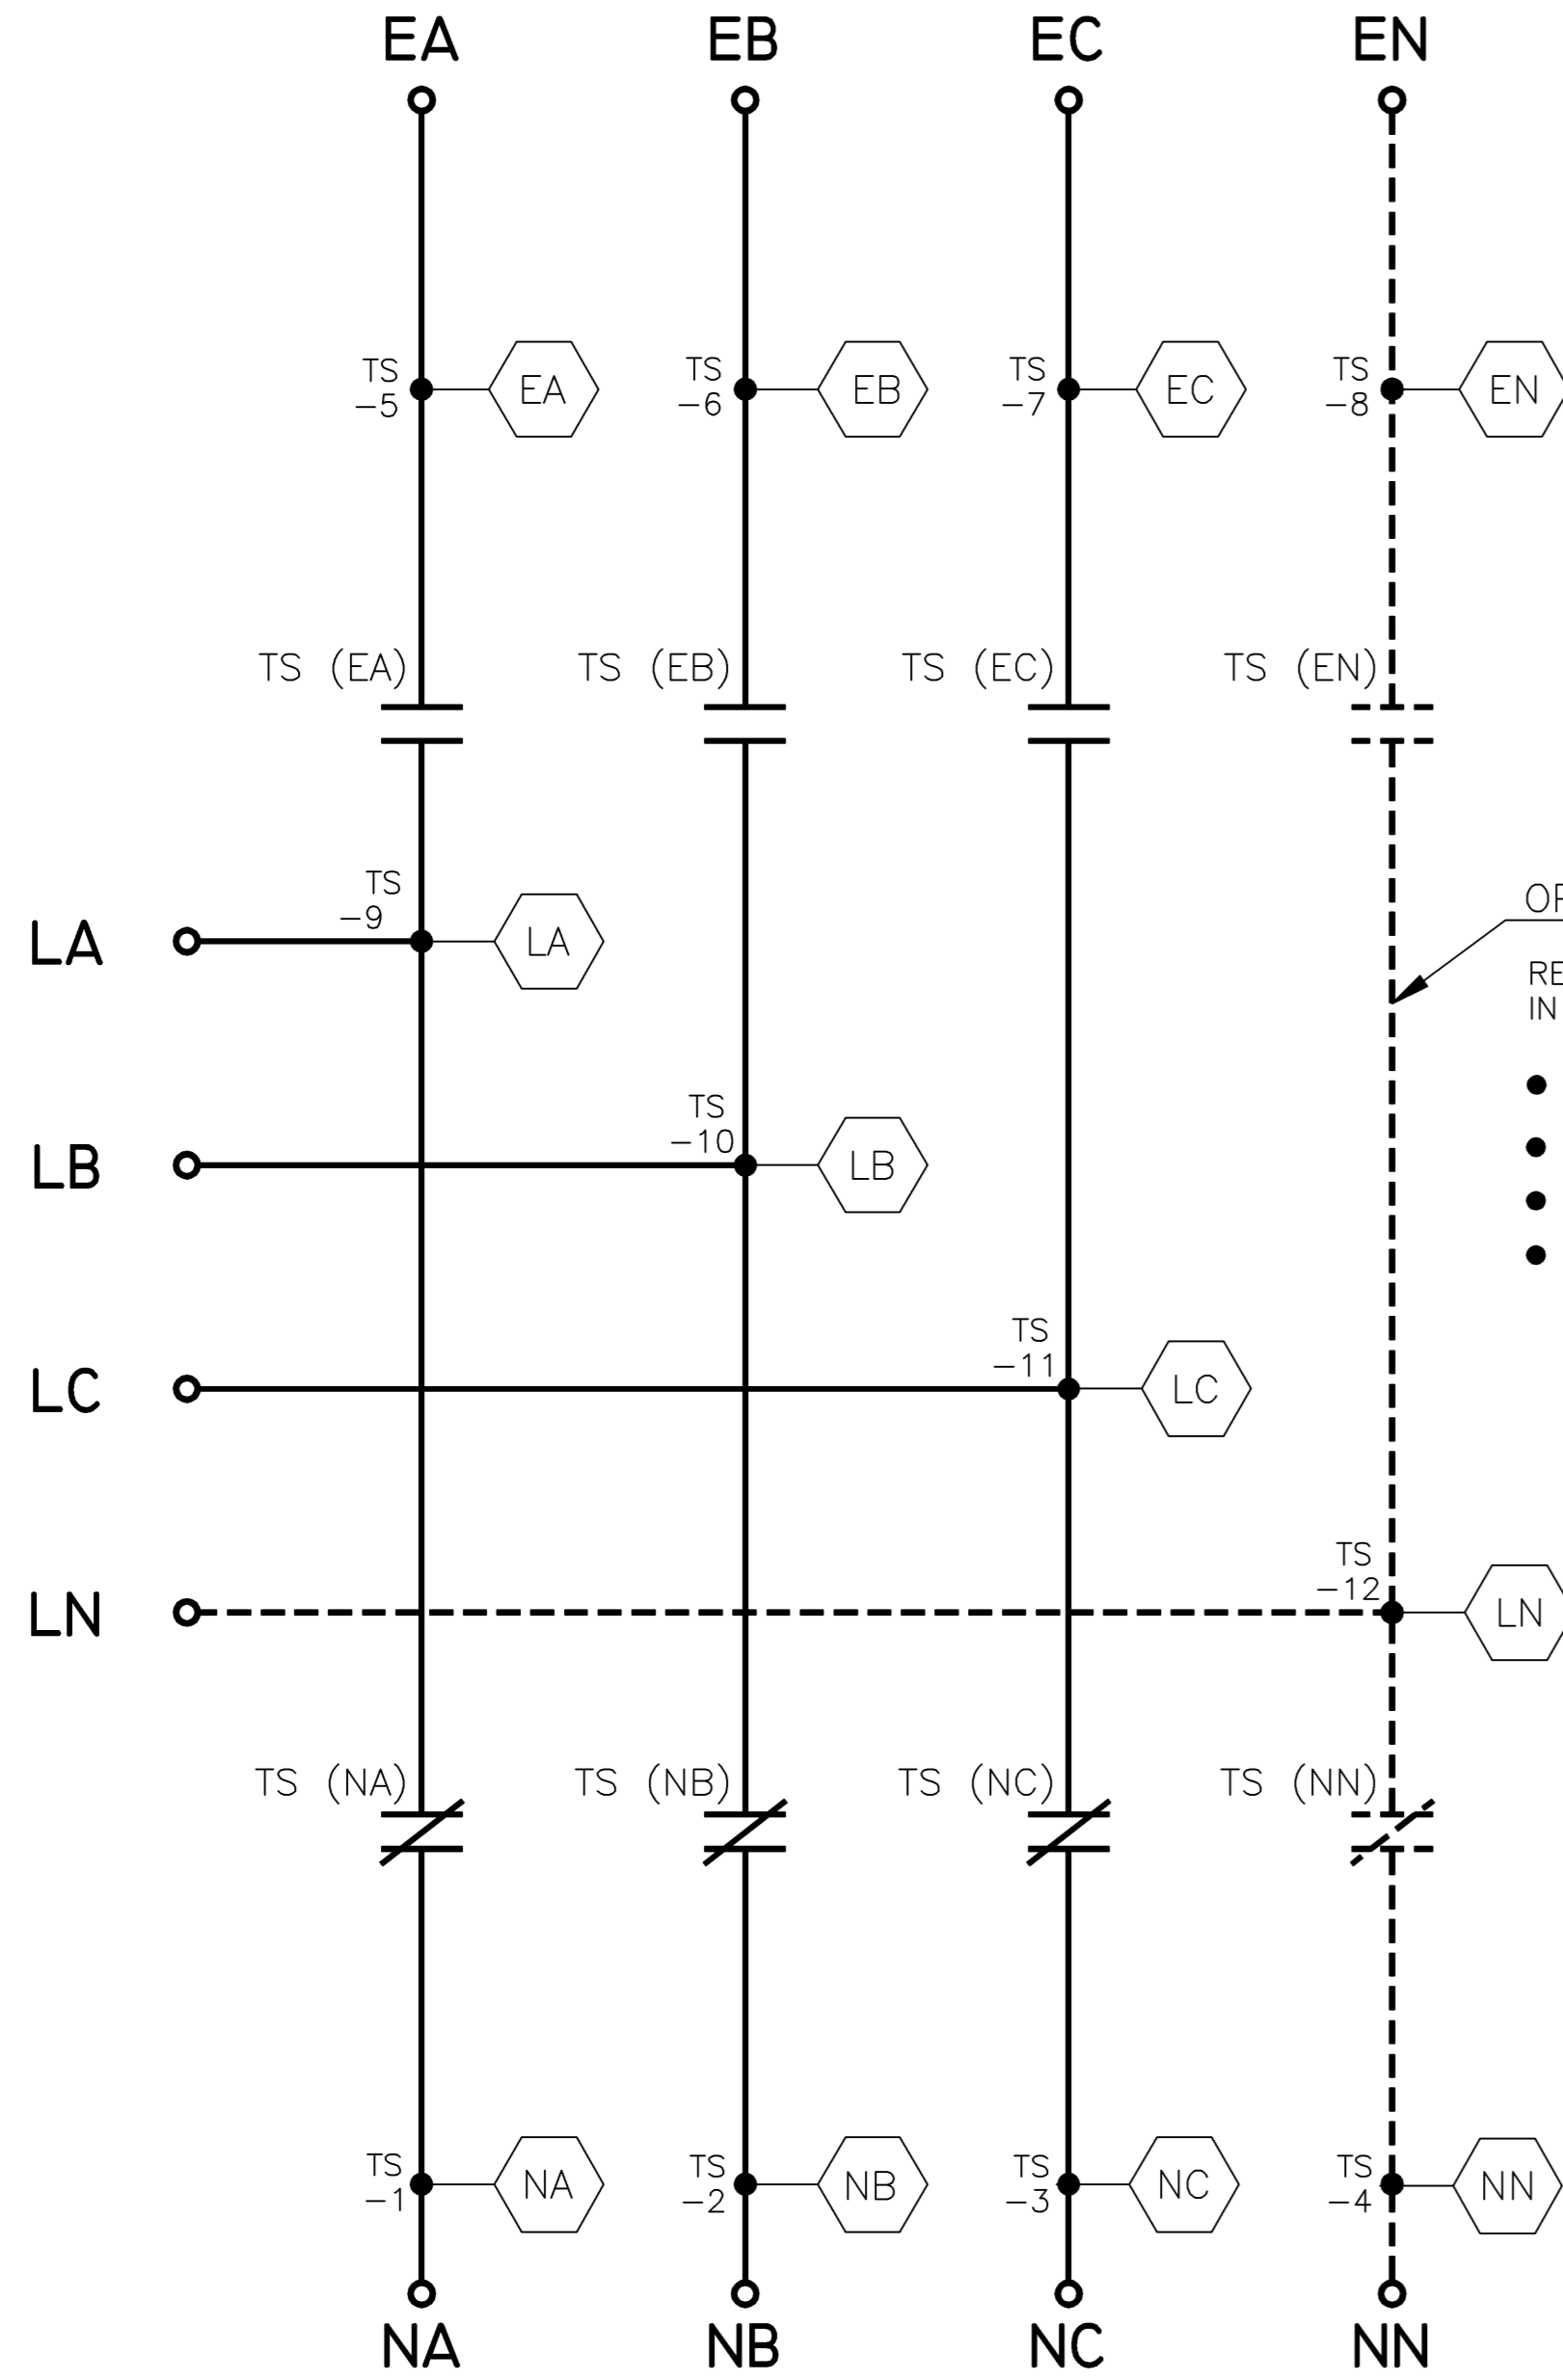 EA EB EC EN
TS TS TS TS
-5 EA -6 EB -7 EC -8 EN
TS (EA) TS (EB) TS (EC) TS (EN)
TS
-9
LA LA
TS
-10
LB LB
TS
-11
LC LC
TS
-12
LN LN
IN
TS (NA) TS (NB) TS (NC) TS (NN)
TS TS TS TS
-1 NA -2 NB -3 NC -4 NN
NA NB NC NN